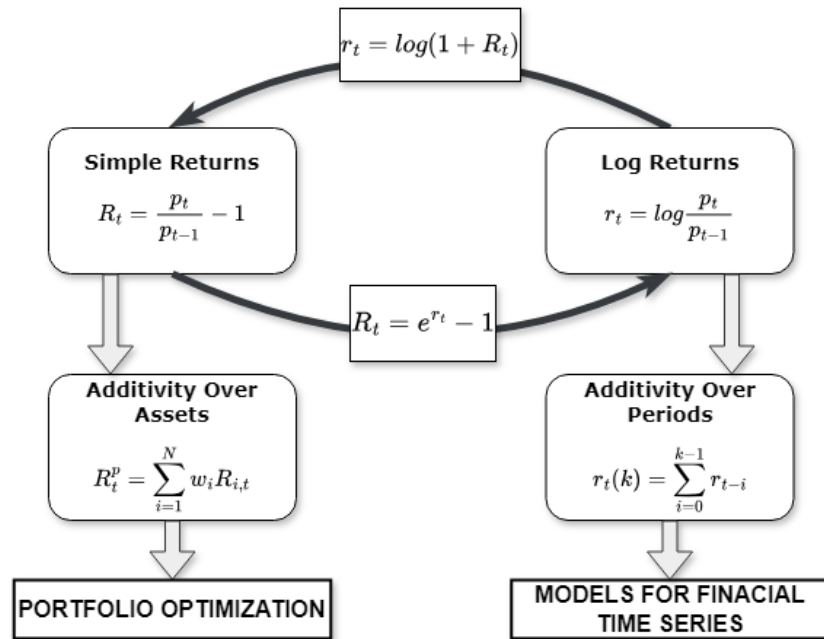 r_t = log(1 + R_t)
Simple Returns
R_t = \frac{p_t}{p_{t-1}} - 1
Log Returns
r_t = log \frac{p_t}{p_{t-1}}
R_t = e^{r_t} - 1
Additivity Over
Assets
R_t^p = \sum_{i=1}^{N} w_i R_{i,t}
Additivity Over
Periods
r_t(k) = \sum_{i=0}^{k-1} r_{t-i}
PORTFOLIO OPTIMIZATION
MODELS FOR FINACIAL
TIME SERIES